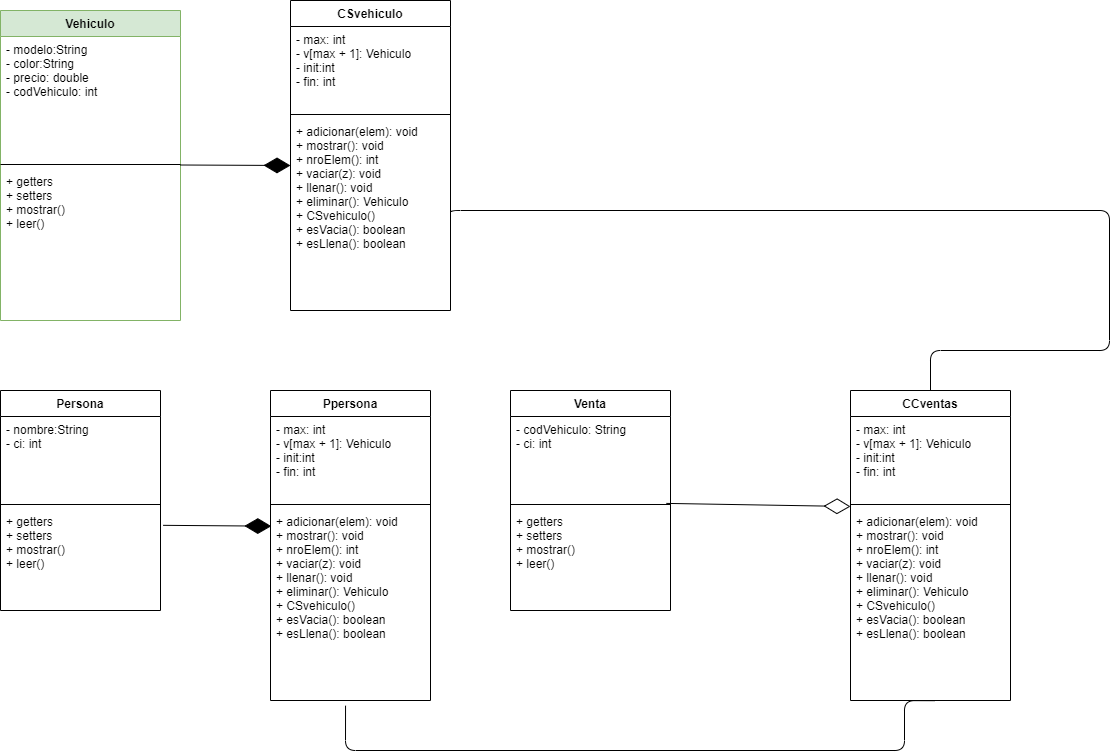 Vehiculo
- modelo:String
- color:String
- precio: double
- codVehiculo: int
+ getters
+ setters
+ mostrar()
+ leer()
CSvehiculo
- max: int
- v[max + 1]: Vehiculo
- init:int
- fin: int
+ adicionar(elem): void
+ mostrar(): void
+ nroElem(): int
+ vaciar(z): void
+ llenar(): void
+ eliminar(): Vehiculo
+ CSvehiculo()
+ esVacia(): boolean
+ esLlena(): boolean
Persona
- nombre:String
- ci: int
+ getters
+ setters
+ mostrar()
+ leer()
Ppersona
- max: int
- v[max + 1]: Vehiculo
- init:int
- fin: int
+ adicionar(elem): void
+ mostrar(): void
+ nroElem(): int
+ vaciar(z): void
+ llenar(): void
+ eliminar(): Vehiculo
+ CSvehiculo()
+ esVacia(): boolean
+ esLlena(): boolean
Venta
- codVehiculo: String
- ci: int
+ getters
+ setters
+ mostrar()
+ leer()
CCventas
- max: int
- v[max + 1]: Vehiculo
- init:int
- fin: int
+ adicionar(elem): void
+ mostrar(): void
+ nroElem(): int
+ vaciar(z): void
+ llenar(): void
+ eliminar(): Vehiculo
+ CSvehiculo()
+ esVacia(): boolean
+ esLlena(): boolean